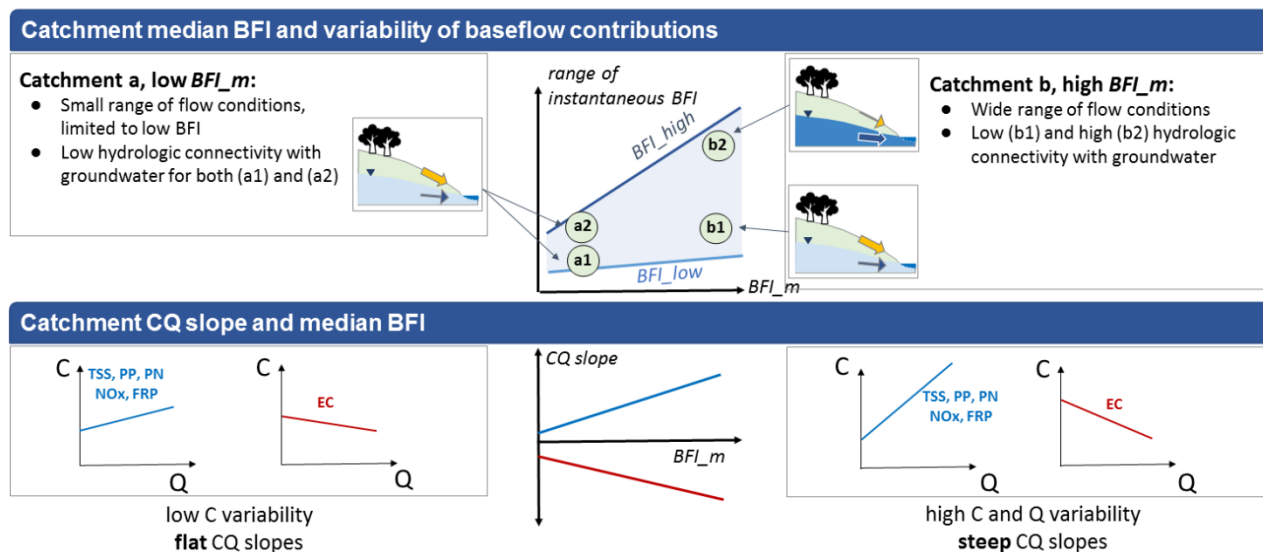 Catchment median BFI and variability of baseflow contributions
Catchment a, low BFI_m:
● Small range of flow conditions,
limited to low BFI
● Low hydrologic connectivity with
groundwater for both (a1) and (a2)
range of
instantaneous BFI
BFI_high
b2
a2
b1
a1
BFI_low
BFI_m
Catchment b, high BFI_m:
● Wide range of flow conditions
● Low (b1) and high (b2) hydrologic
connectivity with groundwater
Catchment CQ slope and median BFI
C
TSS, PP, PN
NOx, FRP
Q
C
EC
Q
low C variability
flat CQ slopes
CQ slope
BFI_m
C
TSS, PP, PN
NOx, FRP
Q
C
EC
Q
high C and Q variability
steep CQ slopes